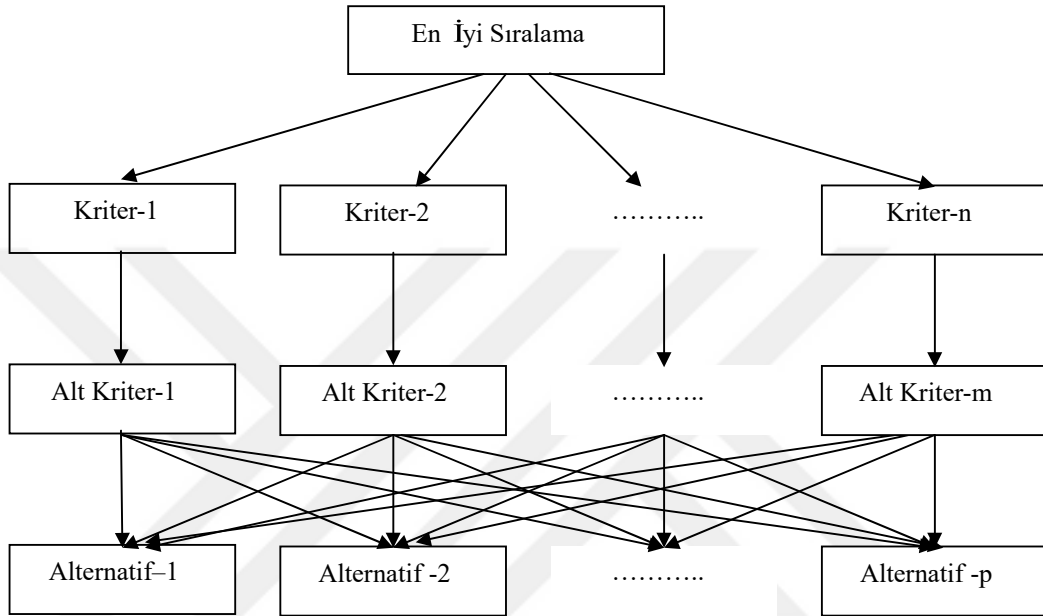 En İyi Sıralama
Kriter-1
Kriter-2
………..
Kriter-n
Alt Kriter-1
Alt Kriter-2
………..
Alt Kriter-m
Alternatif–1
Alternatif -2
………..
Alternatif -p